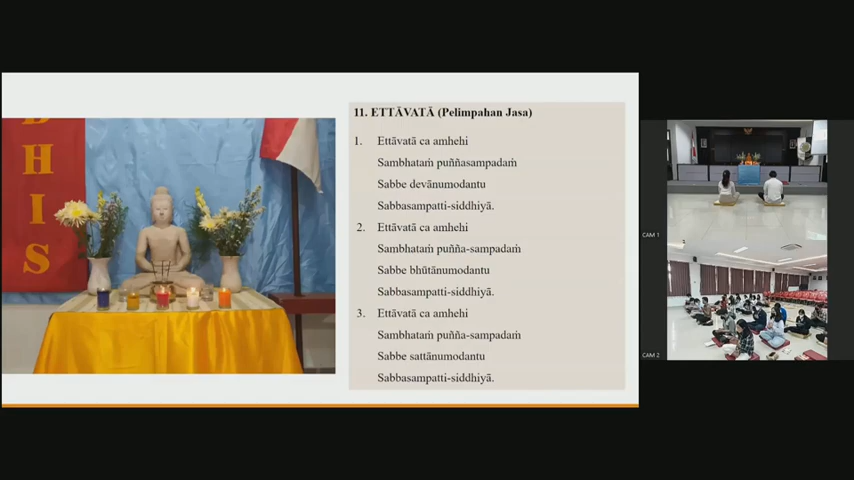 DHIS
11. ETTĀVATĀ (Pelimpahan Jasa)
1. Ettāvatā ca amhehi
Sambhataṁ puññasampadaṁ
Sabbe devānumodantu
Sabbasampatti-siddhiyā.
2. Ettāvatā ca amhehi
Sambhataṁ puñña-sampadaṁ
Sabbe bhūtānumodantu
Sabbasampatti-siddhiyā.
3. Ettāvatā ca amhehi
Sambhataṁ puñña-sampadaṁ
Sabbe sattānumodantu
Sabbasampatti-siddhiyā.
CAM 1
CAM 2